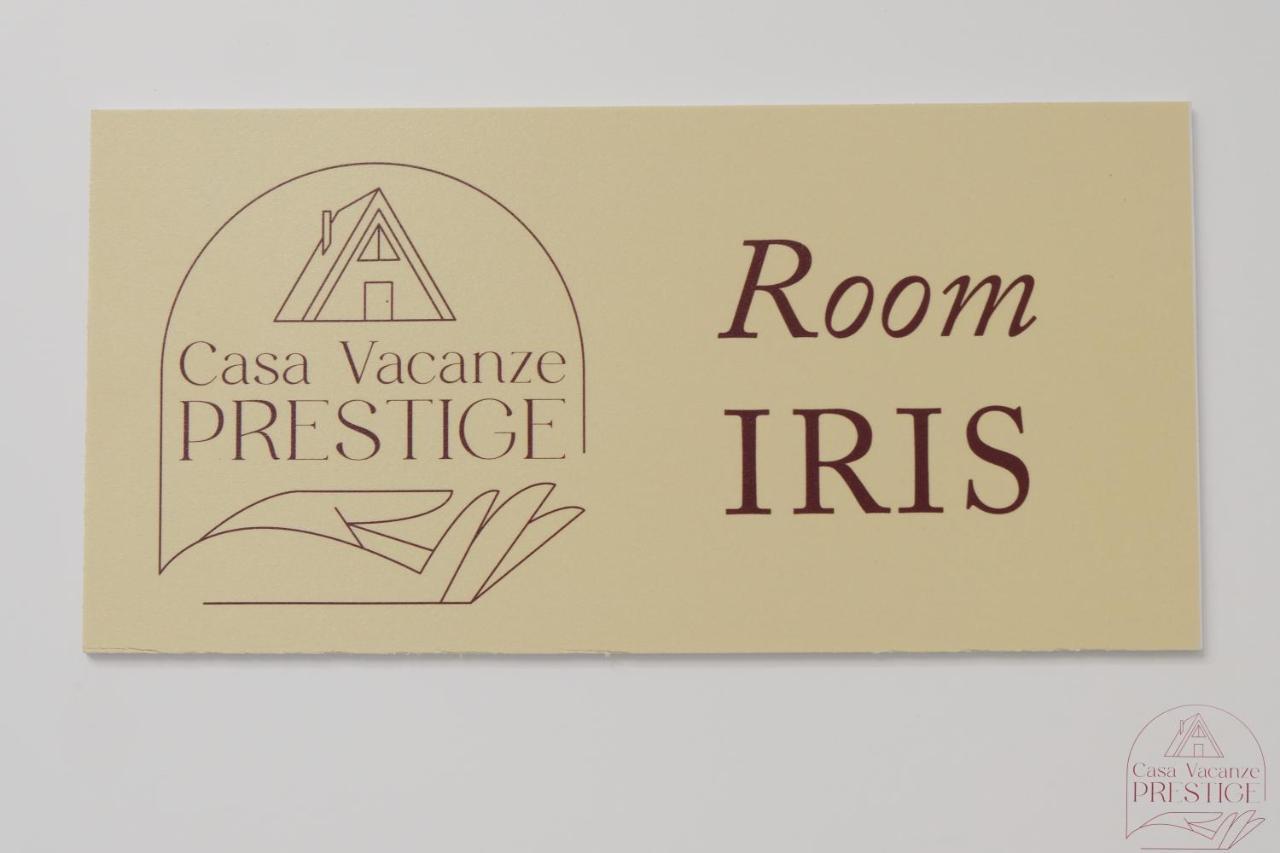 Casa Vacanze
PRESTIGE
Room
IRIS
Casa Vacanze
PRESTIGE